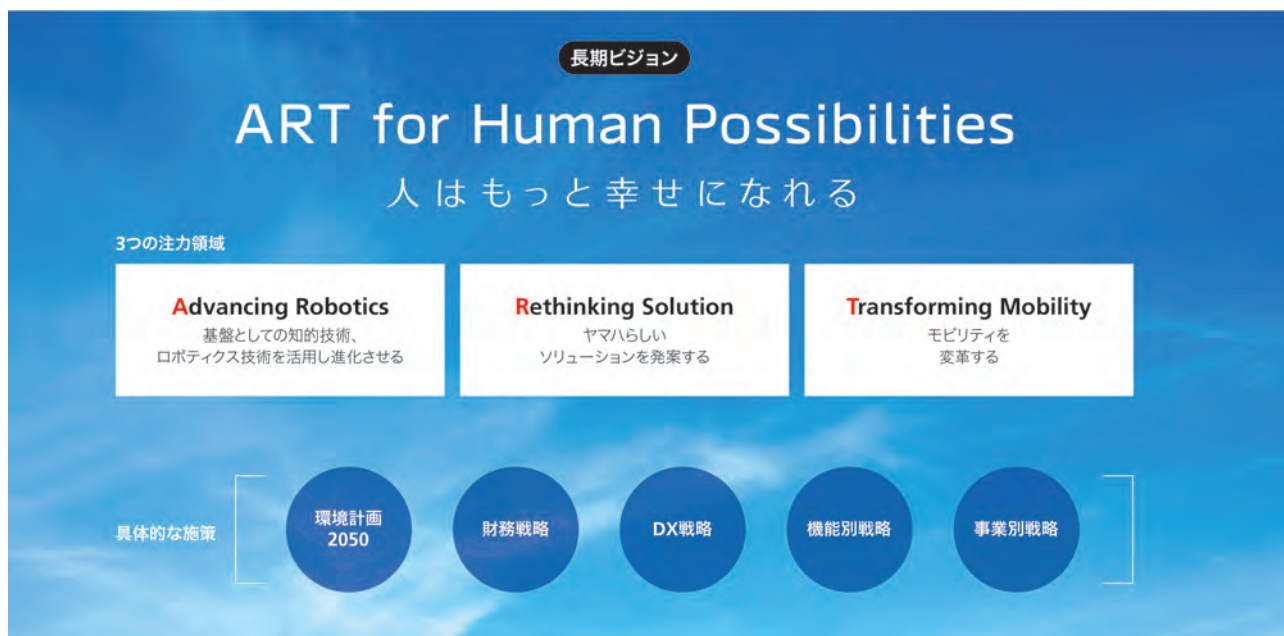 長期ビジョン
ART for Human Possibilities
人はもっと幸せになれる
3つの注力領域
Advancing Robotics
基盤としての知的技術、
ロボティクス技術を活用し進化させる
Rethinking Solution
ヤマハらしい
ソリューションを発案する
Transforming Mobility
モビリティを
変革する
具体的な施策
環境計画
2050
財務戦略
DX戦略
機能別戦略
事業別戦略